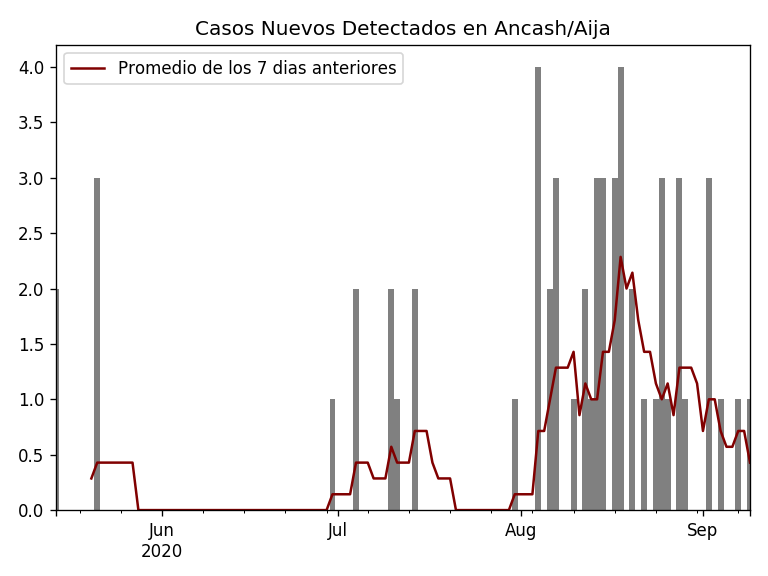 Casos Nuevos Detectados en Ancash/Aija
Promedio de los 7 dias anteriores
4.0
3.5
3.0
2.5
2.0
1.5
1.0
0.5
0.0
Jun
2020
Jul
Aug
Sep